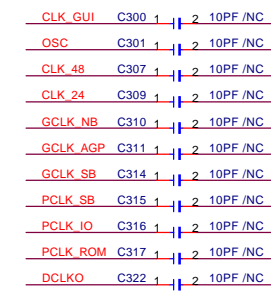 CLK_GUI C300 1 2 10PF /NC
OSC C301 1 2 10PF /NC
CLK_48 C307 1 2 10PF /NC
CLK_24 C309 1 2 10PF /NC
GCLK_NB C310 1 2 10PF /NC
GCLK_AGP C311 1 2 10PF /NC
GCLK_SB C314 1 2 10PF /NC
PCLK_SB C315 1 2 10PF /NC
PCLK_IO C316 1 2 10PF /NC
PCLK_ROM C317 1 2 10PF /NC
DCLKO C322 1 2 10PF /NC